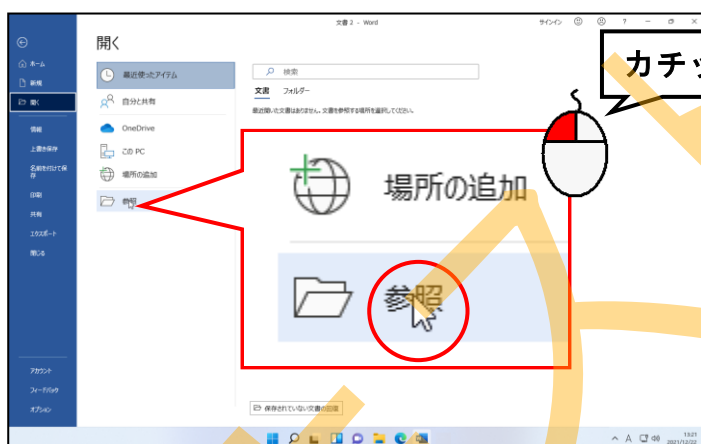 文書 2 - Word
サインイン
?
開く
ホーム
新規
開く
情報
上書き保存
名前を付けて保存
印刷
共有
エクスポート
閉じる
アカウント
フィードバック
オプション
最近使ったアイテム
自分と共有
OneDrive
この PC
場所の追加
参照
検索
文書 フォルダー
最近開いた文書はありません。文書を参照する場所を選択してください。
場所の追加
参照
カチッ
保存されていない文書の回復
A
13:21
2021/12/22